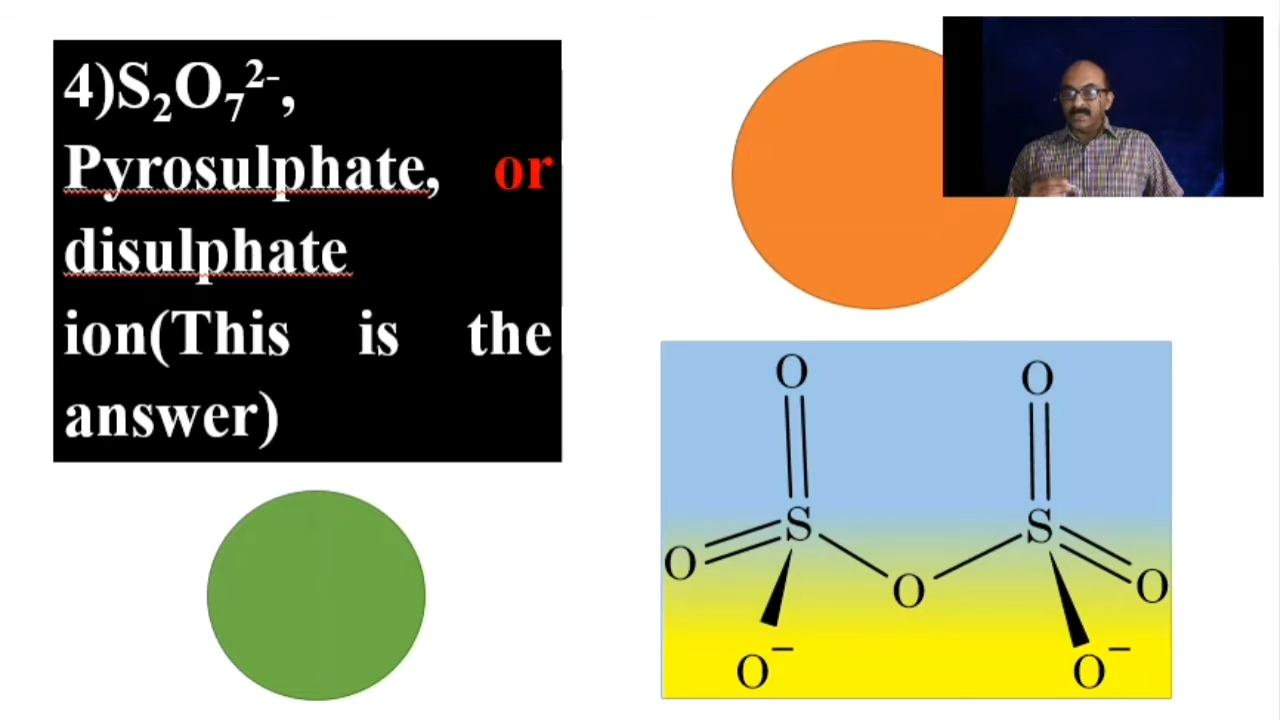 4)S₂O₇²⁻,
Pyrosulphate, or
disulphate
ion(This is the
answer)
O O
S S
O O O
O⁻ O⁻